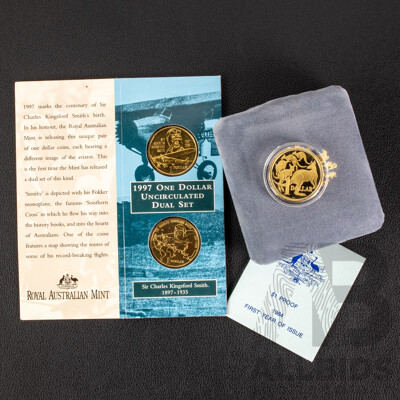 1997 marks the centenary of Sir
Charles Kingsford Smith's birth.
In his honour, the Royal Australian
Mint is releasing this unique pair
of one dollar coins, each bearing a
different image of the aviator. This
is the first time the Mint has released
a dual set of this kind.
'Smithy' is depicted with his Fokker
monoplane, the famous 'Southern
Cross' in which he flew his way into
the history books, and into the hearts
of Australians. One of the coins
features a map showing the routes of
some of his record-breaking flights.
ROYAL AUSTRALIAN MINT
1997 ONE DOLLAR
UNCIRCULATED
DUAL SET
Sir Charles Kingsford Smith
1897-1935
1 DOLLAR
$1 PROOF
1984
FIRST YEAR OF ISSUE
ALLBIDS